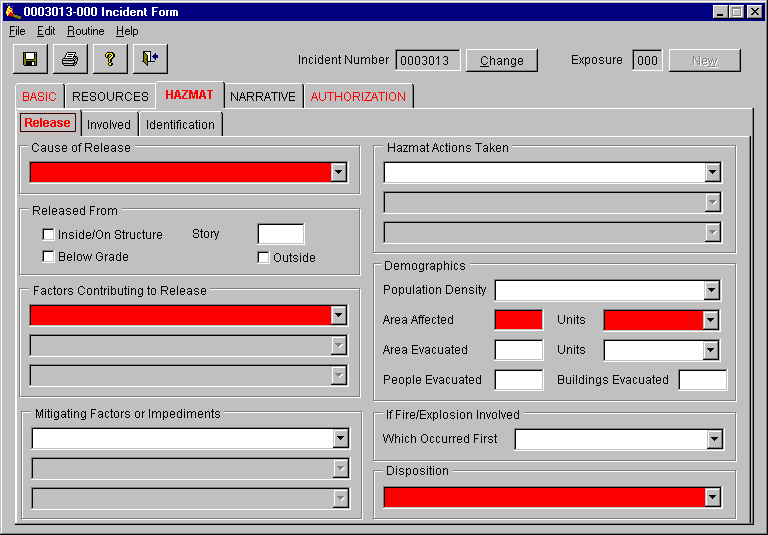 0003013-000 Incident Form
File Edit Routine Help
Incident Number 0003013 Change Exposure 000 New
BASIC RESOURCES HAZMAT NARRATIVE AUTHORIZATION
Release Involved Identification
Cause of Release
Released From
Inside/On Structure Story
Below Grade Outside
Factors Contributing to Release
Mitigating Factors or Impediments
Hazmat Actions Taken
Demographics
Population Density
Area Affected Units
Area Evacuated Units
People Evacuated Buildings Evacuated
If Fire/Explosion Involved
Which Occurred First
Disposition